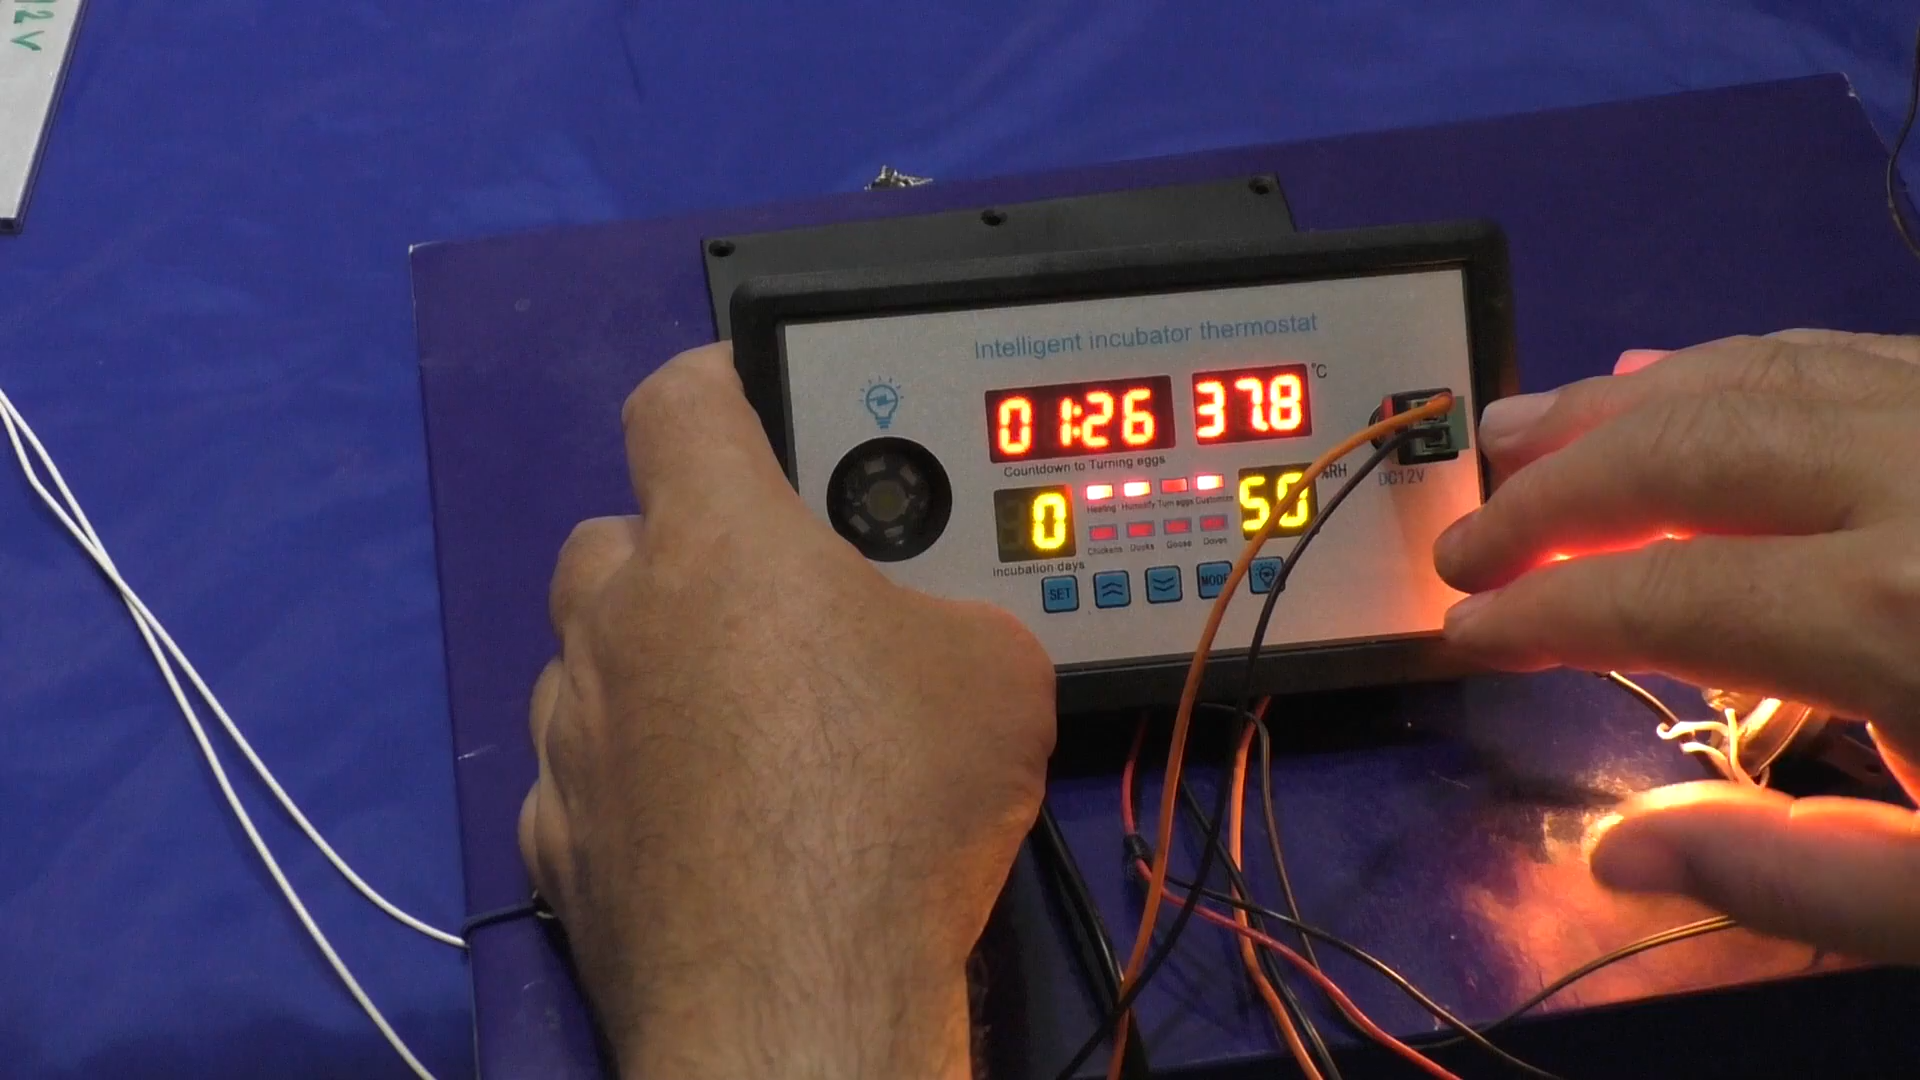 12V
Intelligent incubator thermostat
01:26 37.8 °C
Countdown to Turning eggs
0 Heating Humidify Turn eggs Customize 50 %RH
DC12V
Chickens Ducks Goose Doves
Incubation days
SET MODE